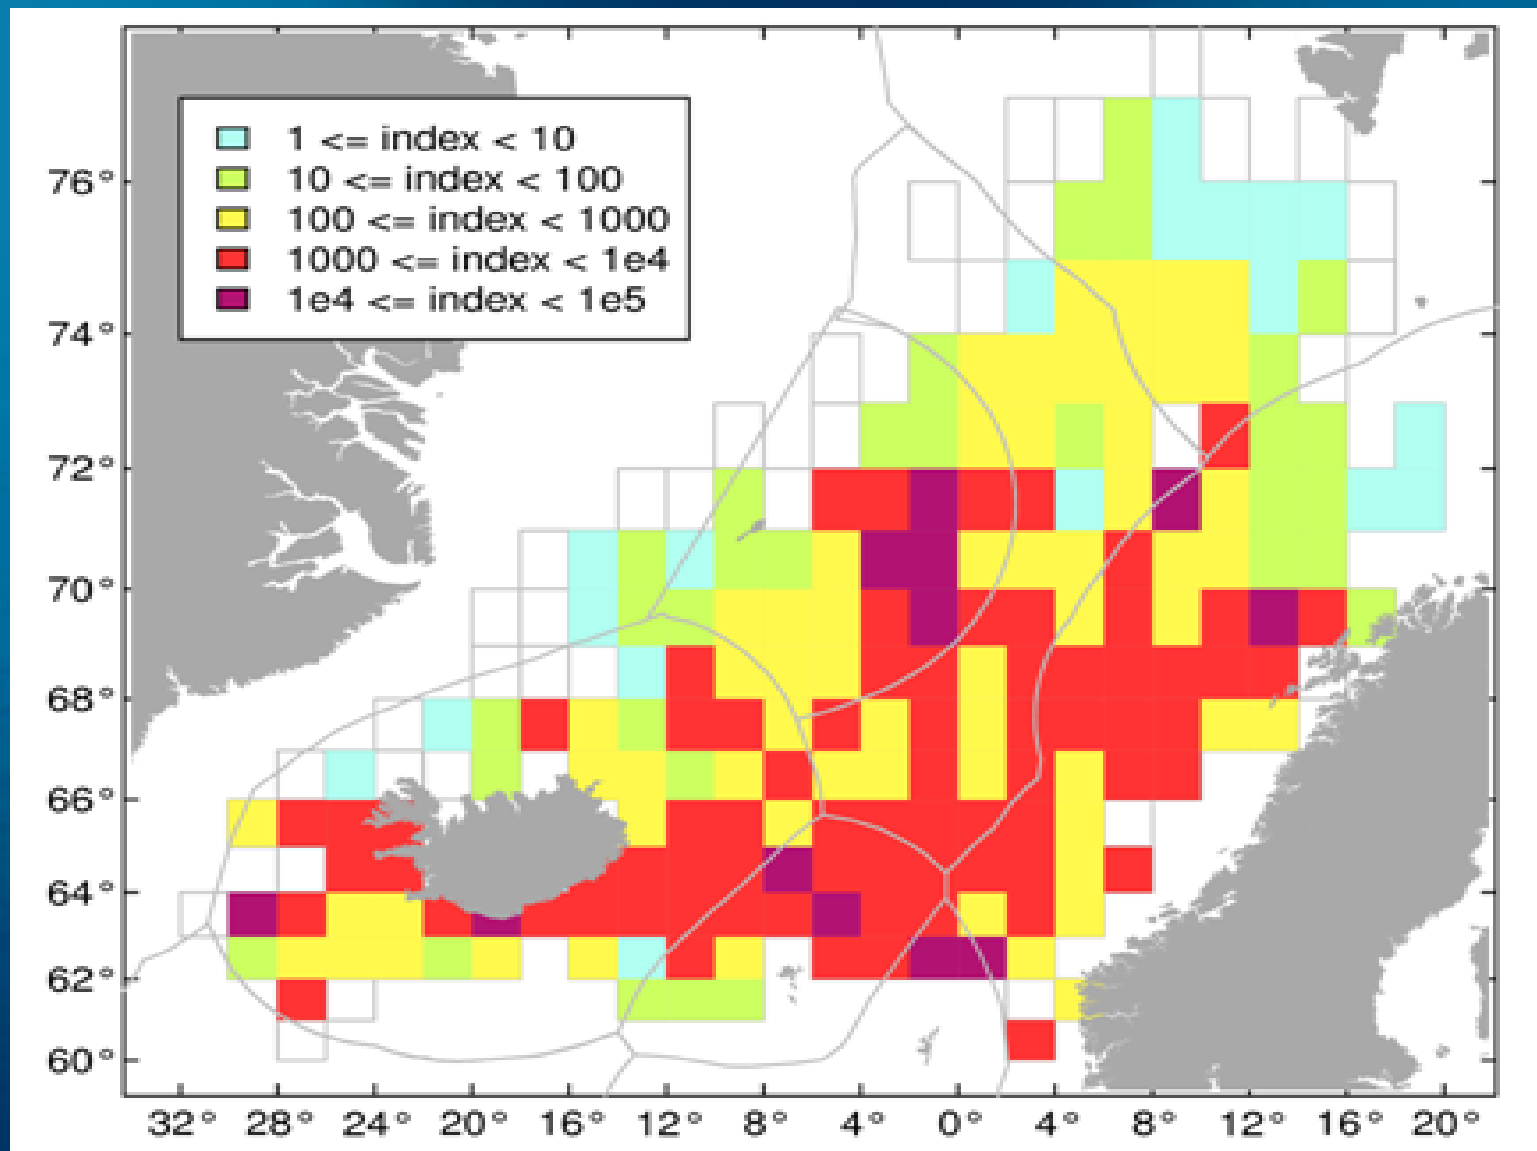 1 <= index < 10
10 <= index < 100
100 <= index < 1000
1000 <= index < 1e4
1e4 <= index < 1e5
76°
74°
72°
70°
68°
66°
64°
62°
60°
32° 28° 24° 20° 16° 12° 8° 4° 0° 4° 8° 12° 16° 20°